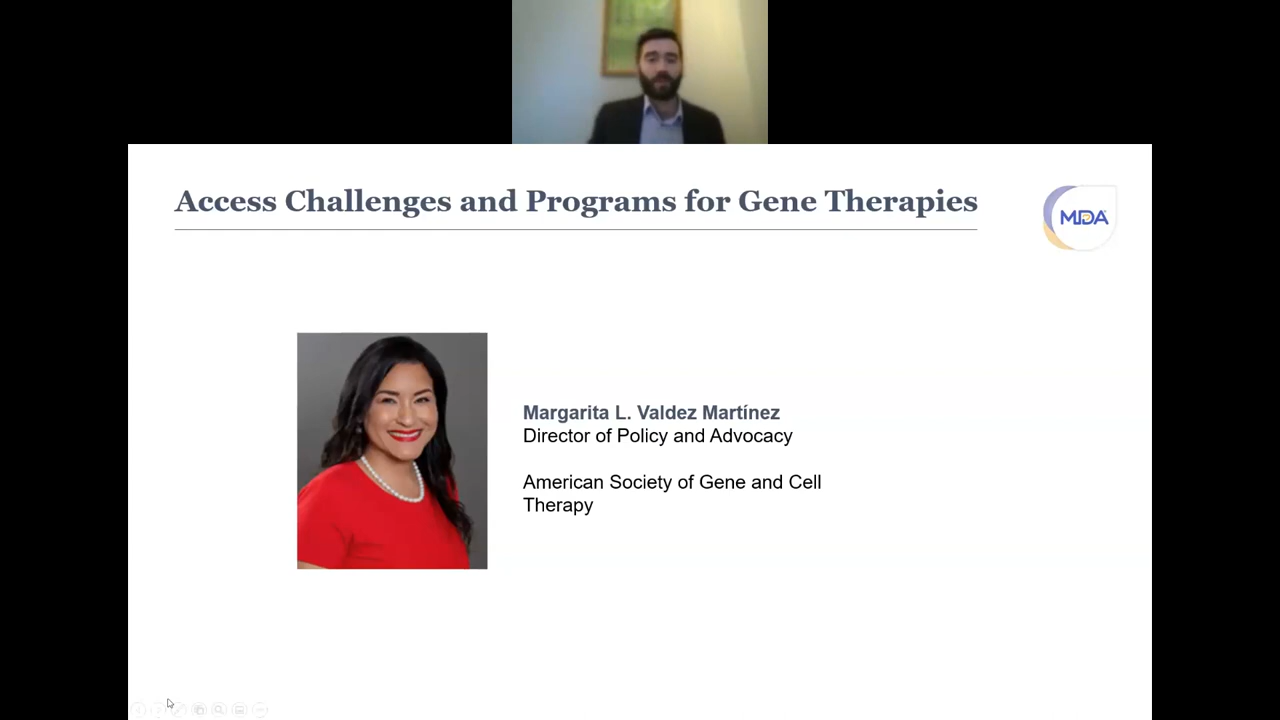 Access Challenges and Programs for Gene Therapies
MDA
Margarita L. Valdez Martínez
Director of Policy and Advocacy
American Society of Gene and Cell
Therapy